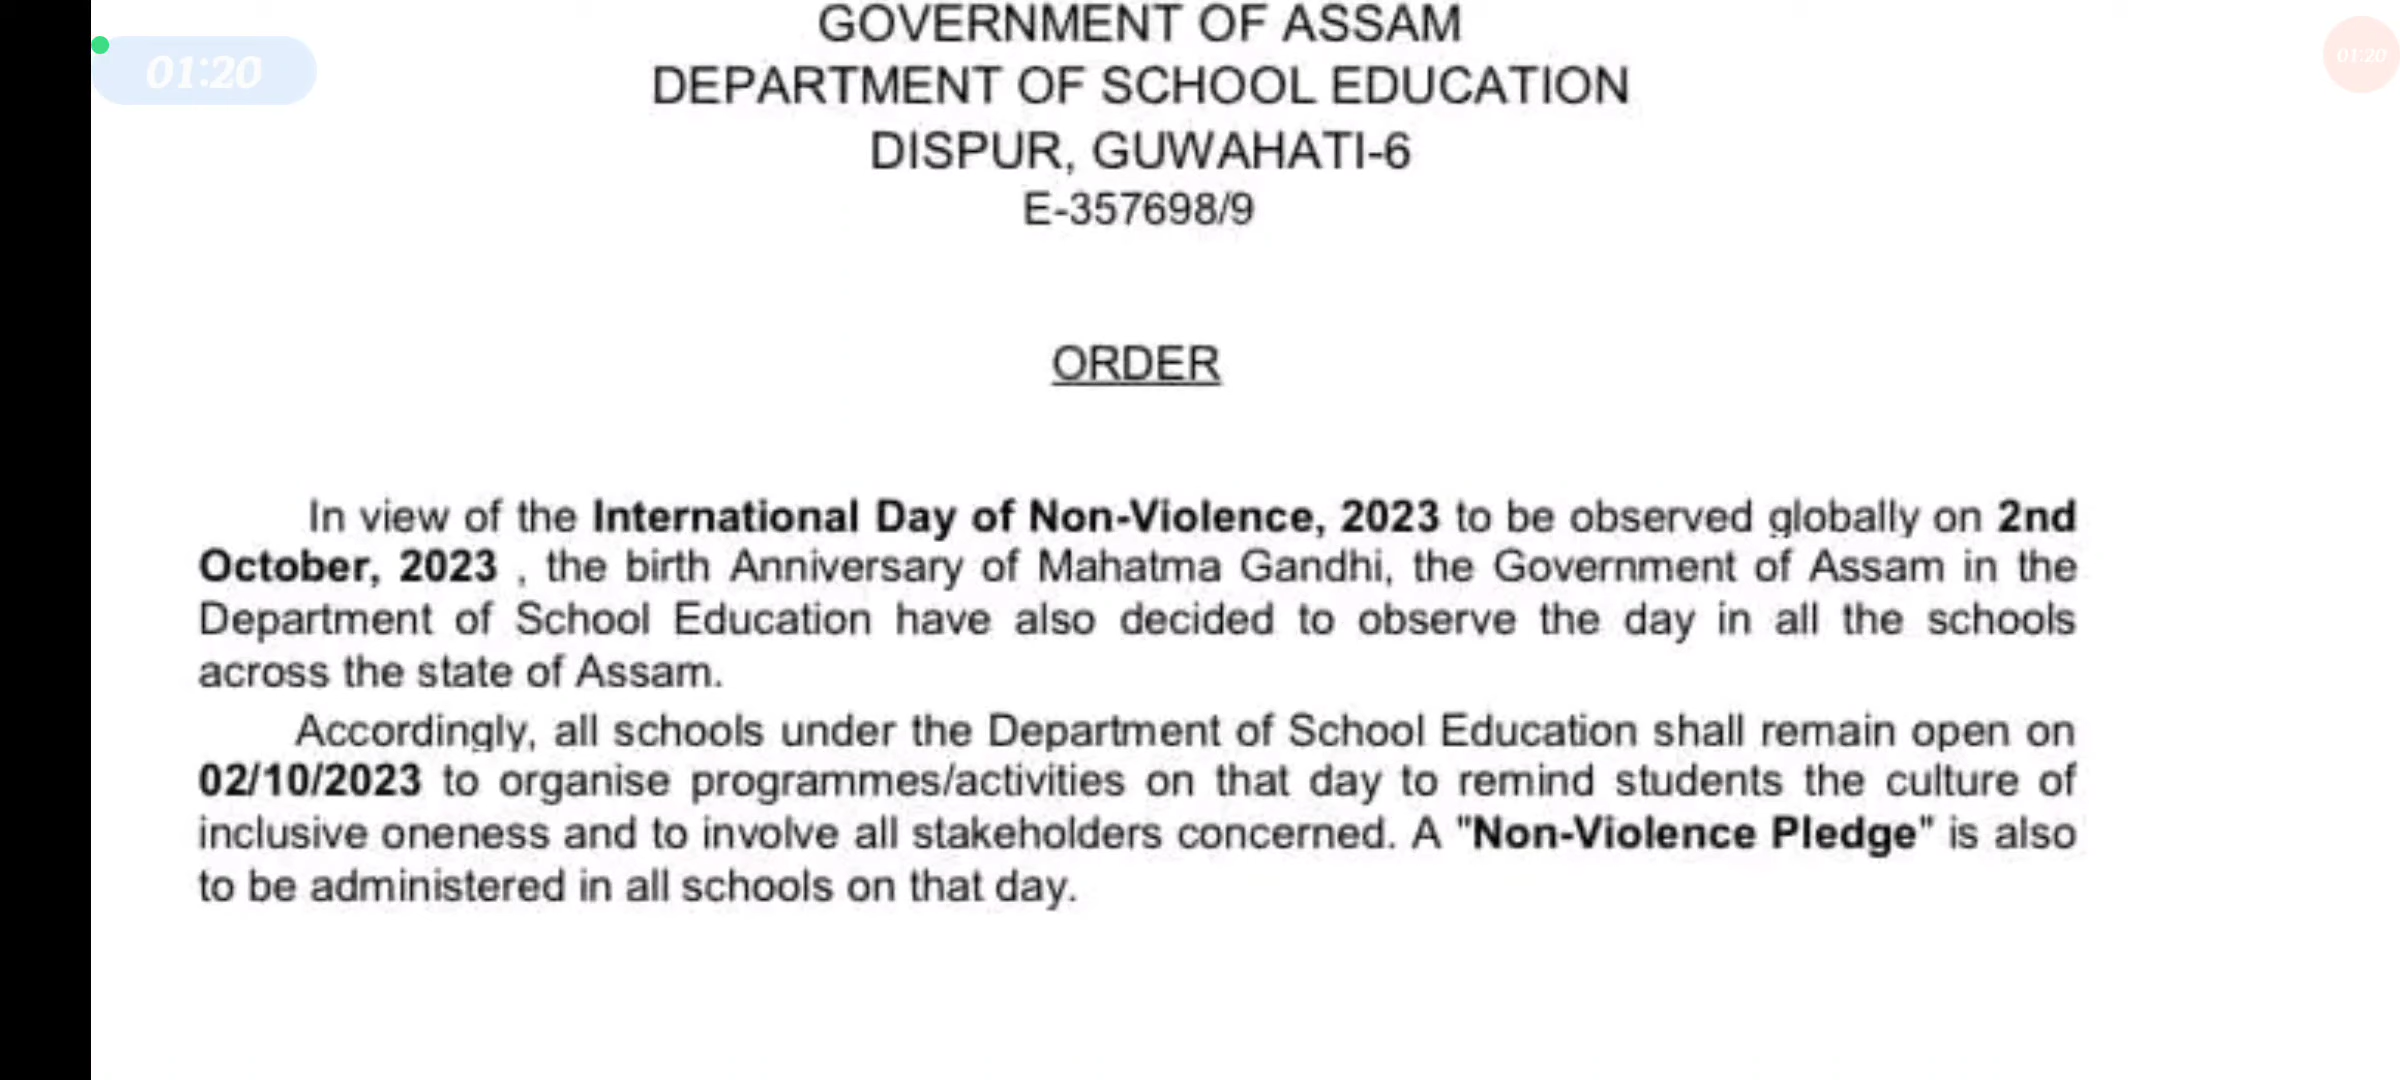 GOVERNMENT OF ASSAM
DEPARTMENT OF SCHOOL EDUCATION
DISPUR, GUWAHATI-6
E-357698/9
01:20
01:20
ORDER
In view of the International Day of Non-Violence, 2023 to be observed globally on 2nd
October, 2023 , the birth Anniversary of Mahatma Gandhi, the Government of Assam in the
Department of School Education have also decided to observe the day in all the schools
across the state of Assam.
Accordingly, all schools under the Department of School Education shall remain open on
02/10/2023 to organise programmes/activities on that day to remind students the culture of
inclusive oneness and to involve all stakeholders concerned. A "Non-Violence Pledge" is also
to be administered in all schools on that day.